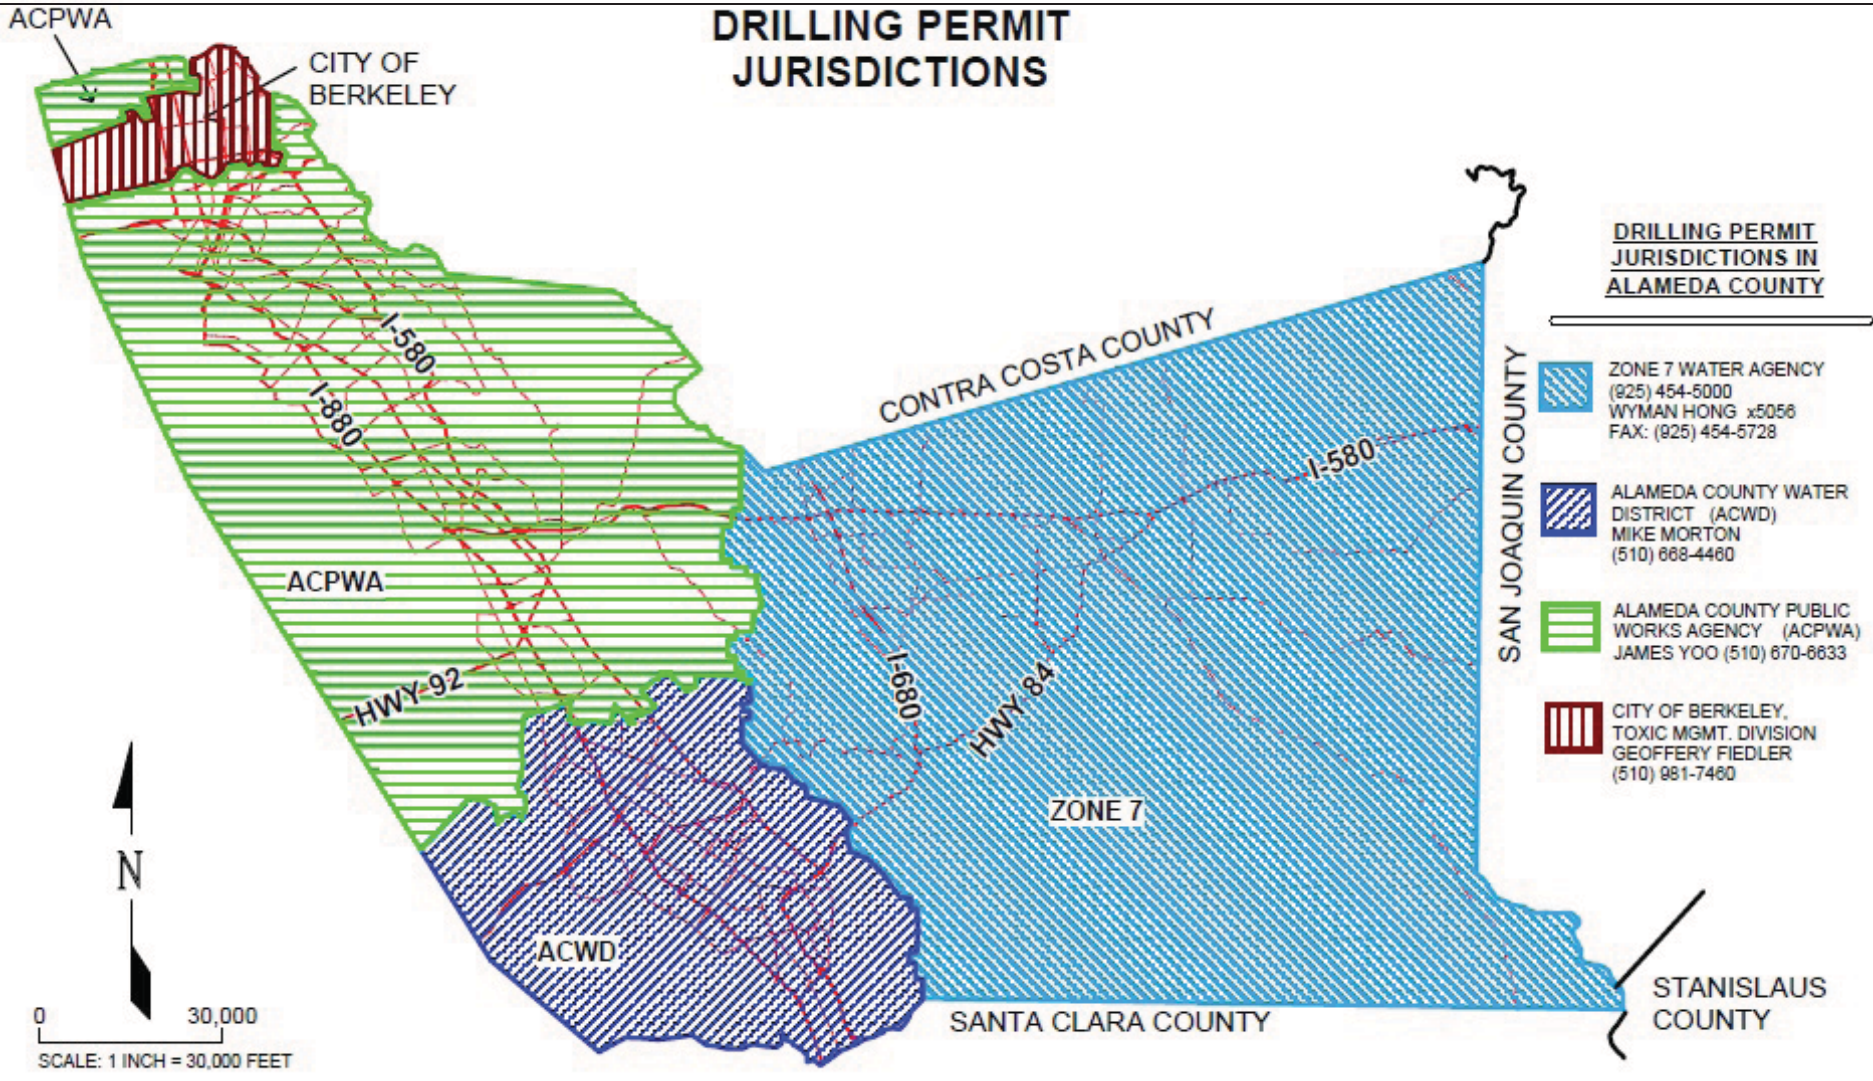 ACPWA
DRILLING PERMIT
JURISDICTIONS
CITY OF
BERKELEY
I-580
I-880
ACPWA
HWY 92
CONTRA COSTA COUNTY
I-580
I-680
HWY 84
ZONE 7
ACWD
SAN JOAQUIN COUNTY
SANTA CLARA COUNTY
STANISLAUS
COUNTY
DRILLING PERMIT
JURISDICTIONS IN
ALAMEDA COUNTY
ZONE 7 WATER AGENCY
(925) 454-5000
WYMAN HONG x5056
FAX: (925) 454-5728
ALAMEDA COUNTY WATER
DISTRICT (ACWD)
MIKE MORTON
(510) 668-4460
ALAMEDA COUNTY PUBLIC
WORKS AGENCY (ACPWA)
JAMES YOO (510) 670-6633
CITY OF BERKELEY,
TOXIC MGMT. DIVISION
GEOFFERY FIEDLER
(510) 981-7460
N
0 30,000
SCALE: 1 INCH = 30,000 FEET